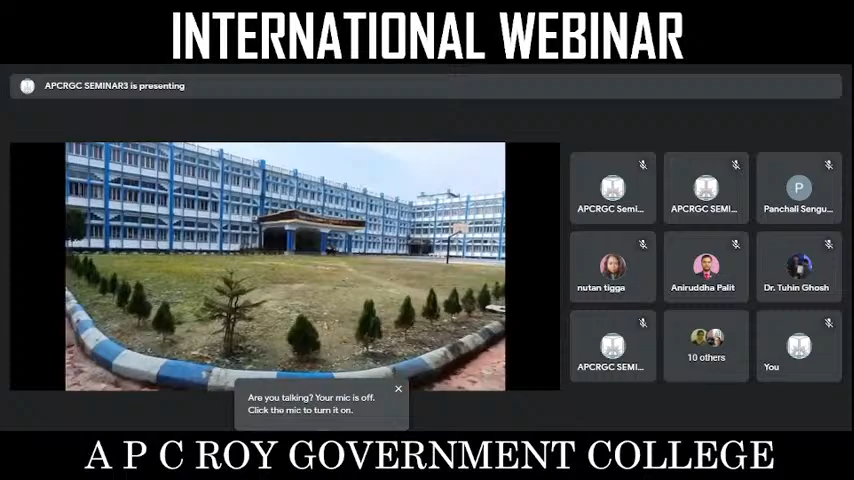 INTERNATIONAL WEBINAR
APCRGC SEMINAR3 is presenting
APCRGC Semi...
APCRGC SEMI...
Panchali Sengu...
P
nutan tigga
Aniruddha Palit
Dr. Tuhin Ghosh
APCRGC SEMI...
10 others
You
Are you talking? Your mic is off.
Click the mic to turn it on.
A P C ROY GOVERNMENT COLLEGE